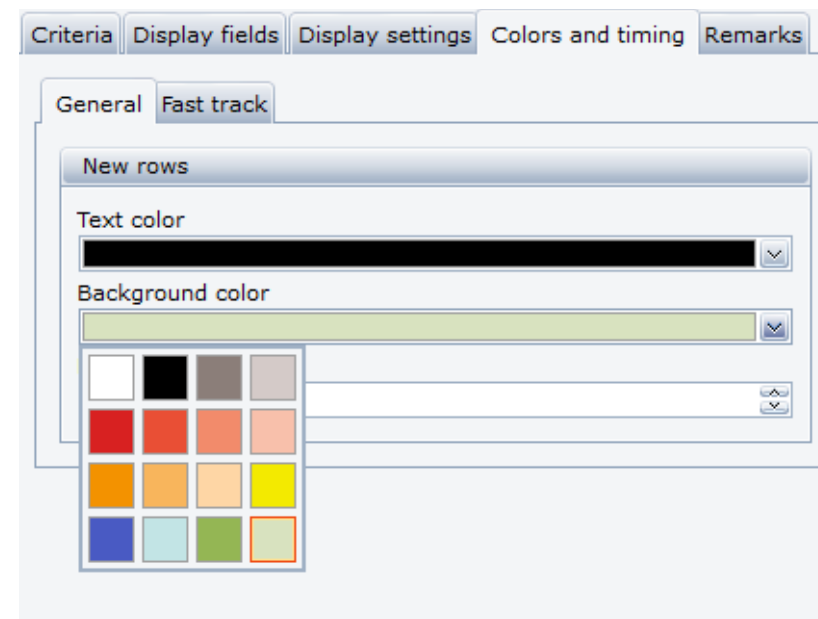 Criteria Display fields Display settings Colors and timing Remarks
General Fast track
New rows
Text color
Background color